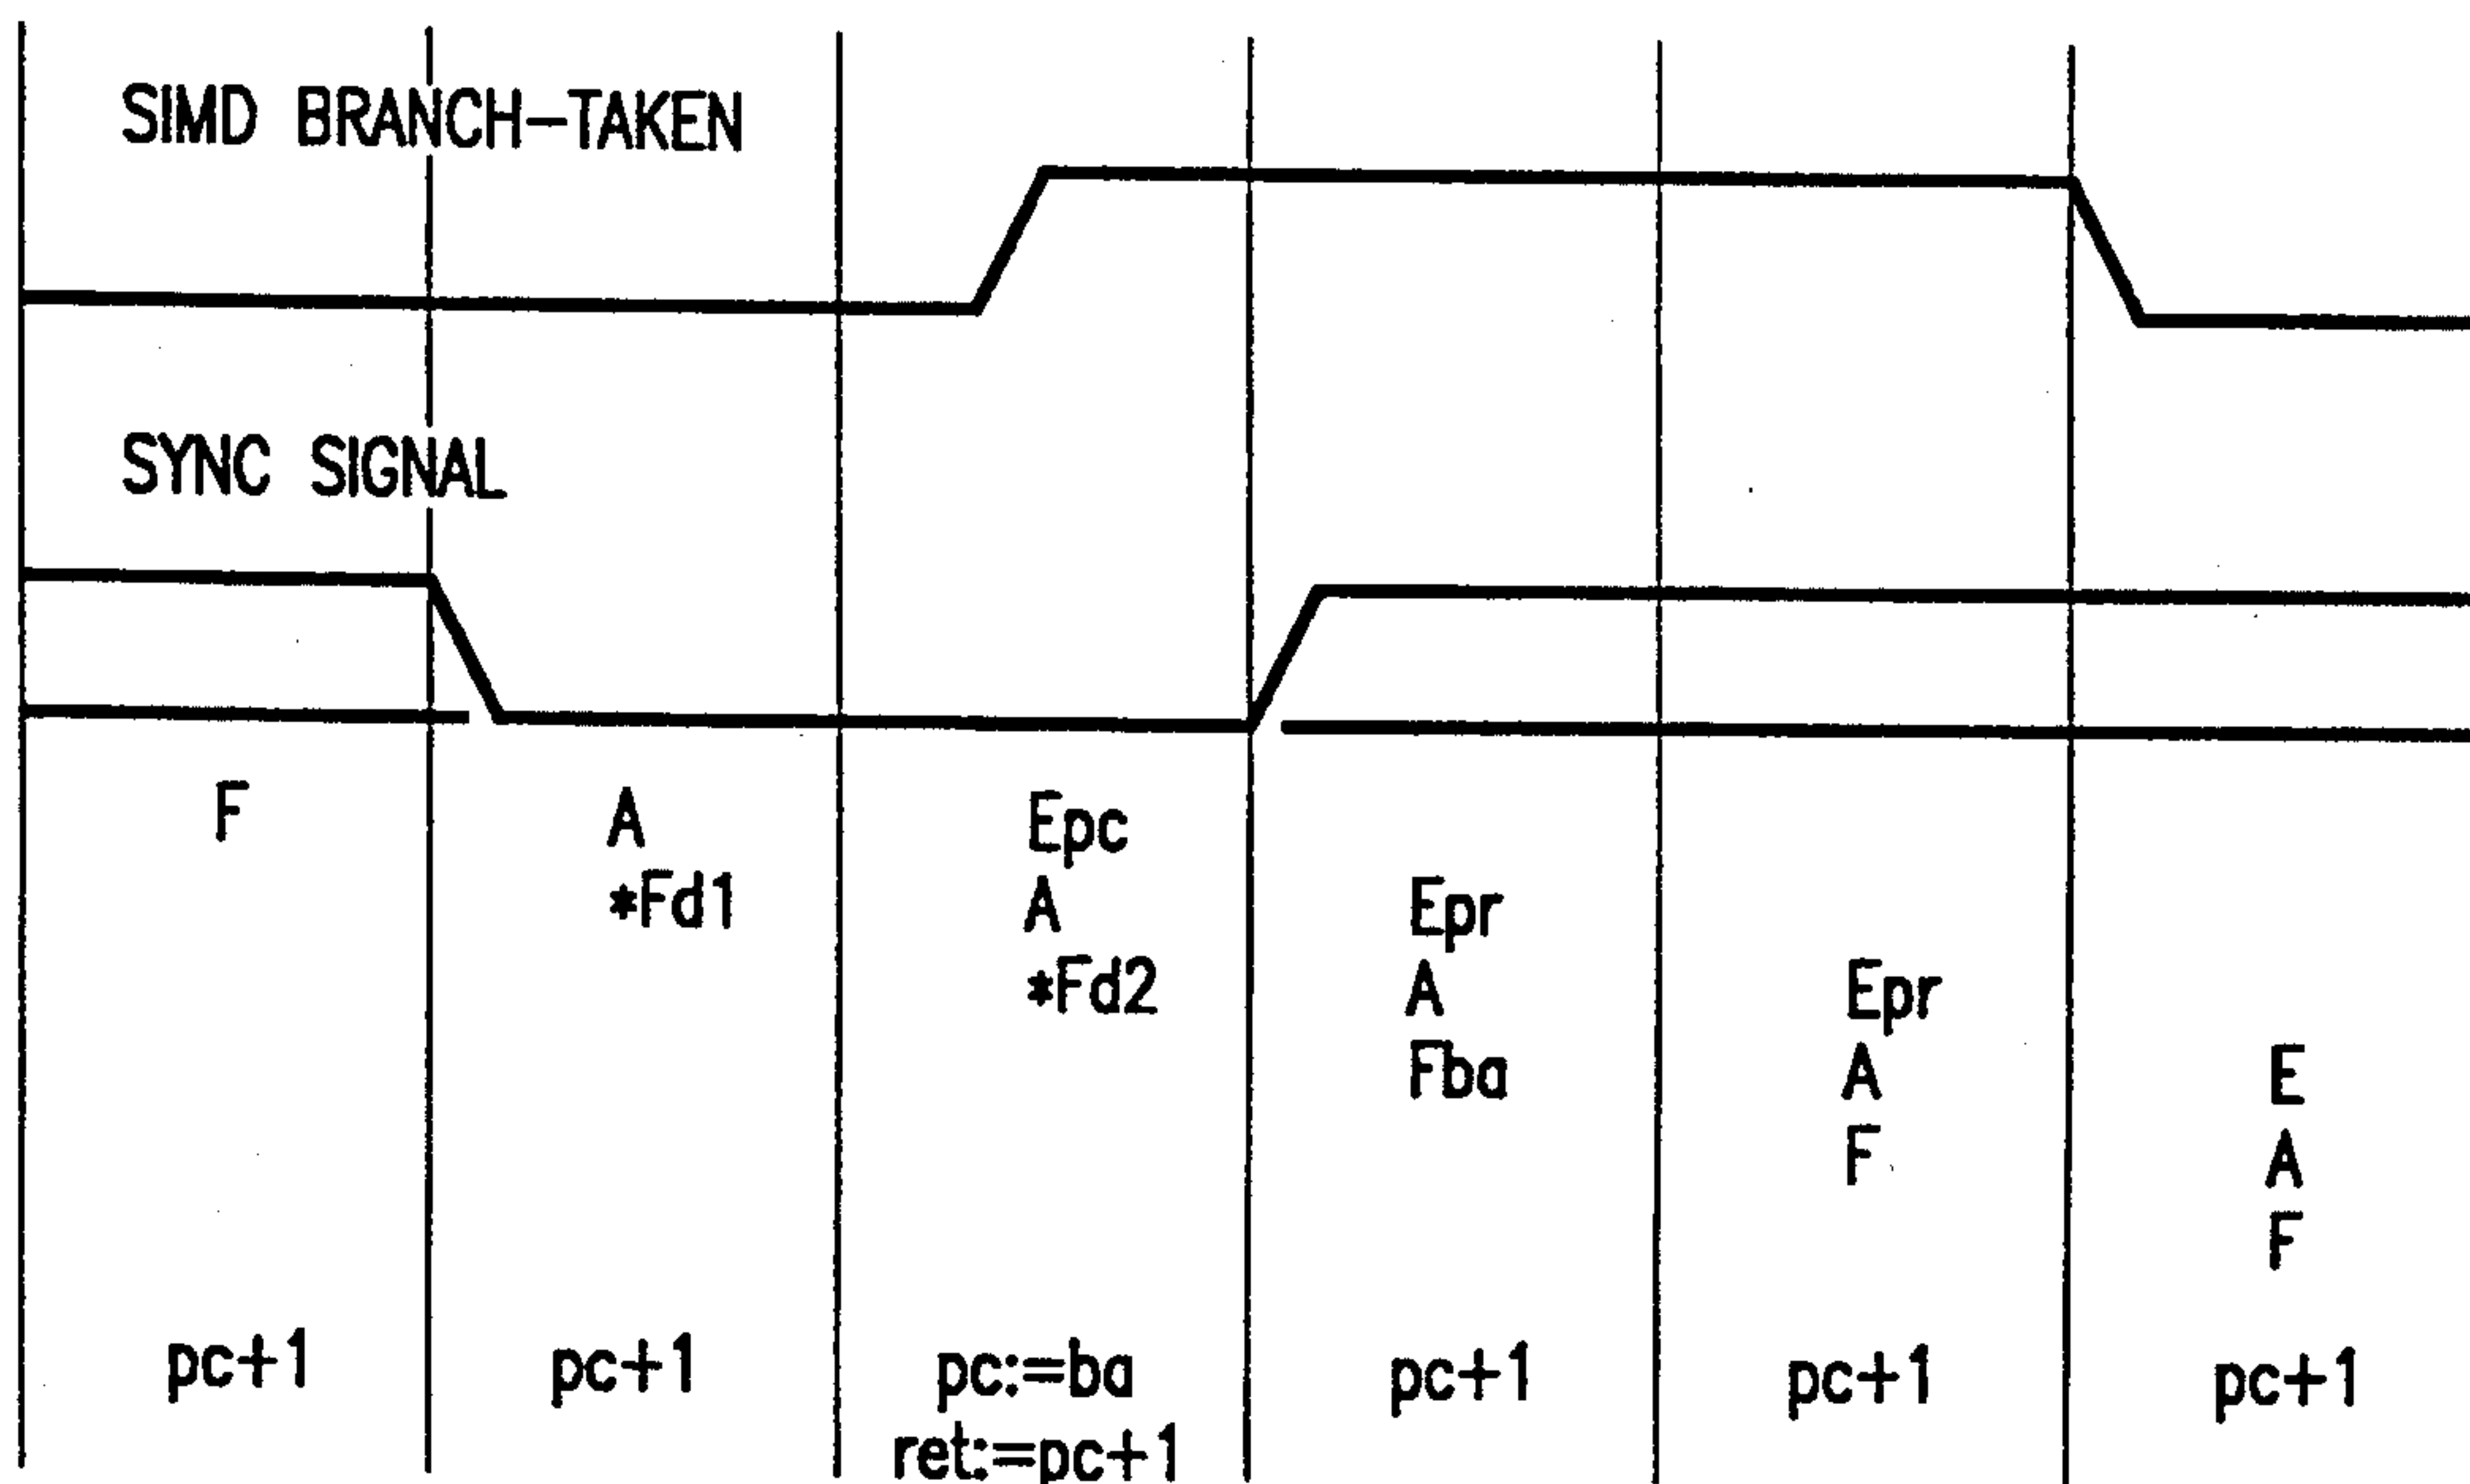 SIMD BRANCH-TAKEN
SYNC SIGNAL
F
A
*Fd1
Epc
A
*Fd2
Epr
A
Fba
Epr
A
F
E
A
F
pc+1
pc+1
pc:=ba
ret:=pc+1
pc+1
pc+1
pc+1